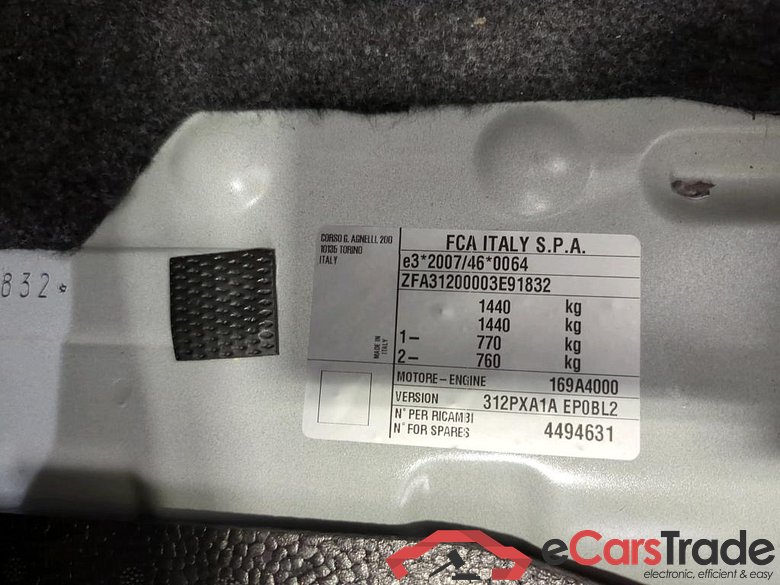 832*
CORSO G. AGNELLI, 200
10135 TORINO
ITALY
MADE IN
ITALY
FCA ITALY S.P.A.
e3*2007/46*0064
ZFA31200003E91832
1440 kg
1440 kg
1– 770 kg
2– 760 kg
MOTORE – ENGINE 169A4000
VERSION 312PXA1A EP0BL2
N° PER RICAMBI
N° FOR SPARES 4494631
eCarsTrade
electronic, efficient & easy